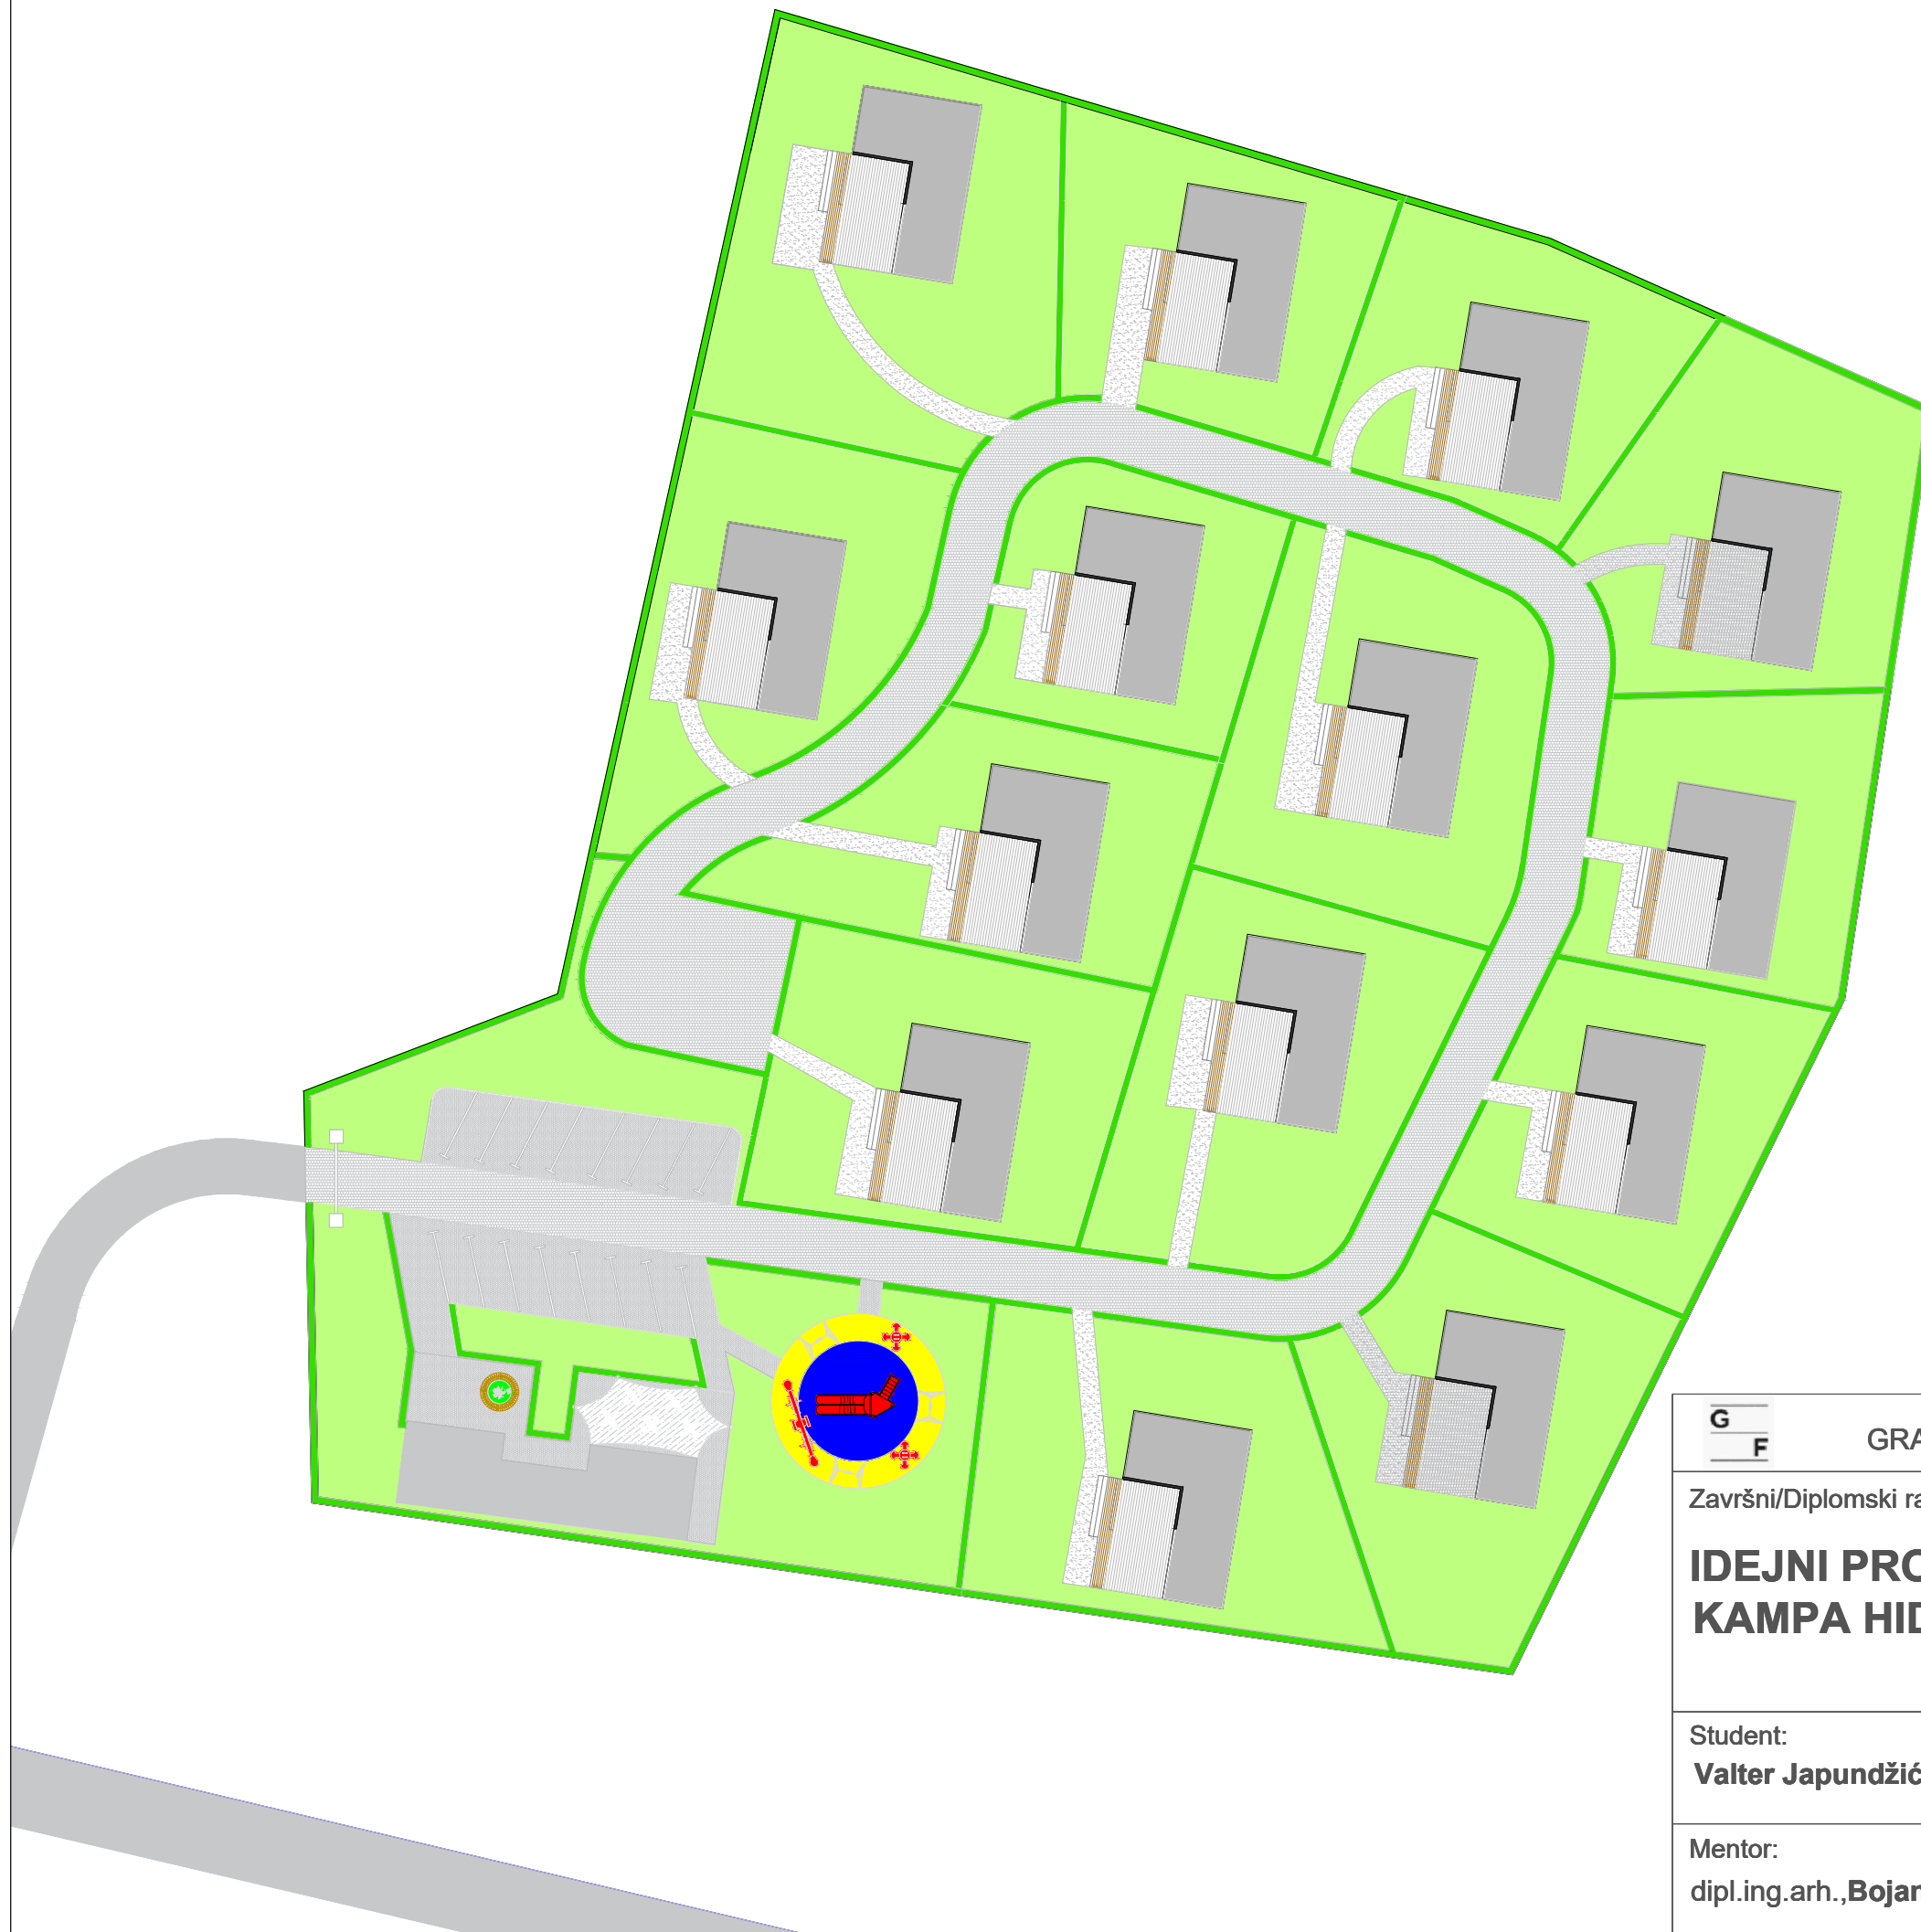 G
F
GRA
Završni/Diplomski ra
IDEJNI PRO
KAMPA HID
Student:
Valter Japundžić
Mentor:
dipl.ing.arh.,Bojan